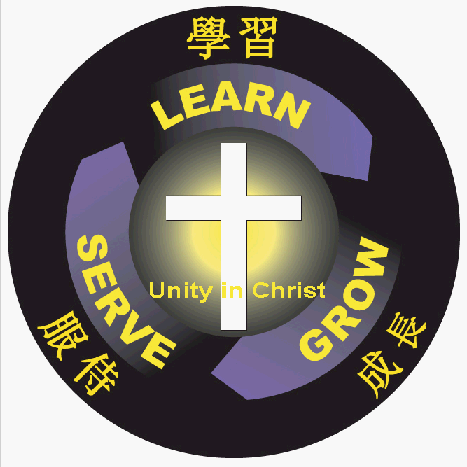 學習
LEARN
GROW
成長
SERVE
服侍
Unity in Christ